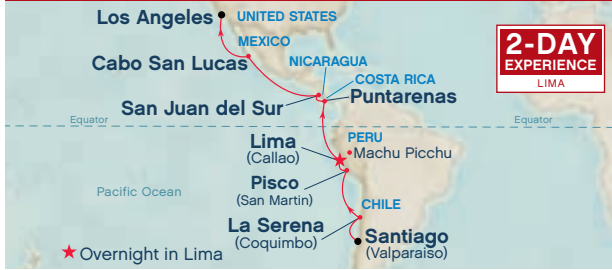 Los Angeles
UNITED STATES
MEXICO
Cabo San Lucas
NICARAGUA
COSTA RICA
San Juan del Sur
Puntarenas
2-DAY
EXPERIENCE
LIMA
Equator
Equator
Lima
(Callao)
PERU
Machu Picchu
Pisco
(San Martin)
Pacific Ocean
CHILE
La Serena
(Coquimbo)
Santiago
(Valparaiso)
Overnight in Lima